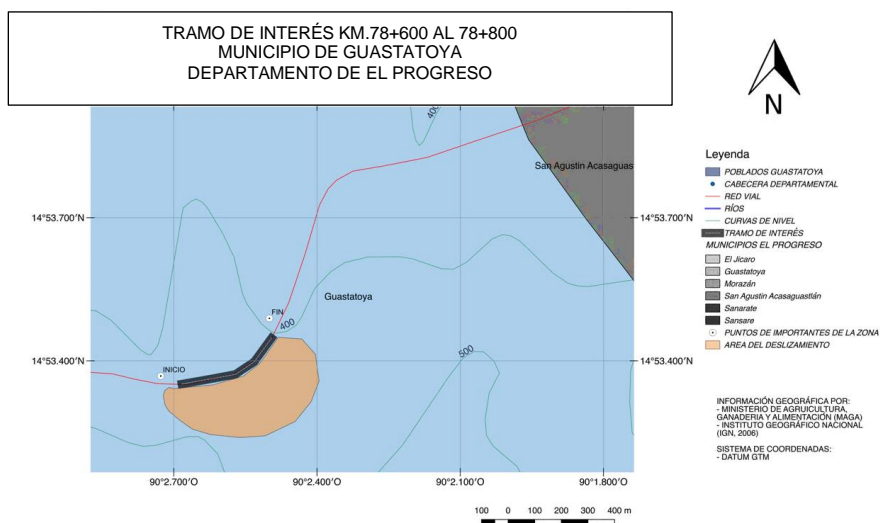 TRAMO DE INTERÉS KM.78+600 AL 78+800
MUNICIPIO DE GUASTATOYA
DEPARTAMENTO DE EL PROGRESO
N
400
San Agustin Acasaguas
14°53.700'N
14°53.700'N
Guastatoya
FIN
400
500
14°53.400'N
14°53.400'N
INICIO
90°2.700'O
90°2.400'O
90°2.100'O
90°1.800'O
100 0 100 200 300 400 m
Leyenda
POBLADOS GUASTATOYA
CABECERA DEPARTAMENTAL
RED VIAL
RÍOS
CURVAS DE NIVEL
TRAMO DE INTERÉS
MUNICIPIOS EL PROGRESO
El Jícaro
Guastatoya
Morazán
San Agustín Acasaguastlán
Sanarate
Sansare
PUNTOS DE IMPORTANTES DE LA ZONA
AREA DEL DESLIZAMIENTO
INFORMACIÓN GEOGRÁFICA POR:
- MINISTERIO DE AGRUICULTURA,
GANADERIA Y ALIMENTACIÓN (MAGA)
- INSTITUTO GEOGRÁFICO NACIONAL
(IGN, 2006)
SISTEMA DE COORDENADAS:
- DATUM GTM